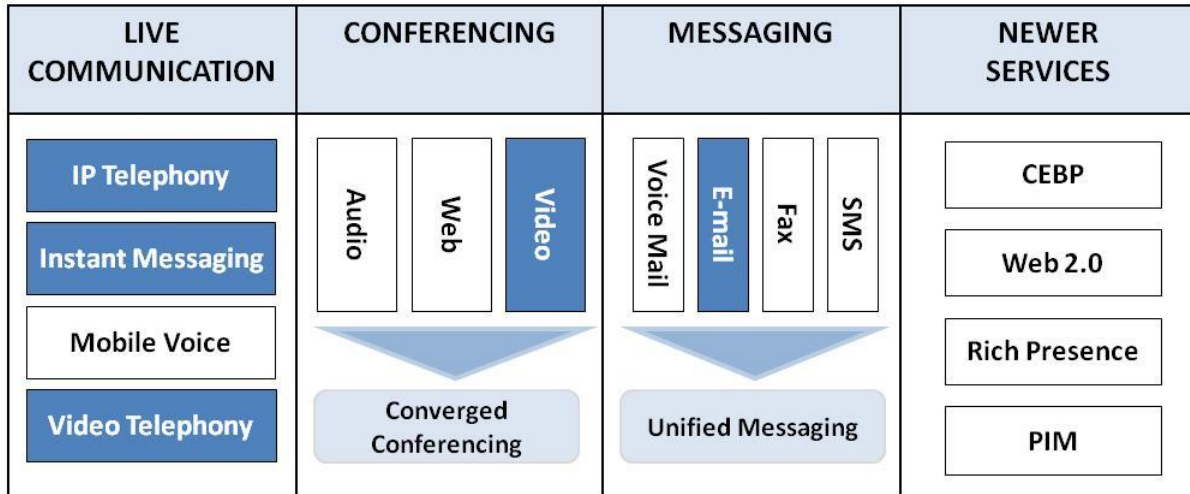 LIVE
COMMUNICATION
CONFERENCING
MESSAGING
NEWER
SERVICES
IP Telephony
Instant Messaging
Mobile Voice
Video Telephony
Audio
Web
Video
Converged
Conferencing
Voice Mail
E-mail
Fax
SMS
Unified Messaging
CEBP
Web 2.0
Rich Presence
PIM